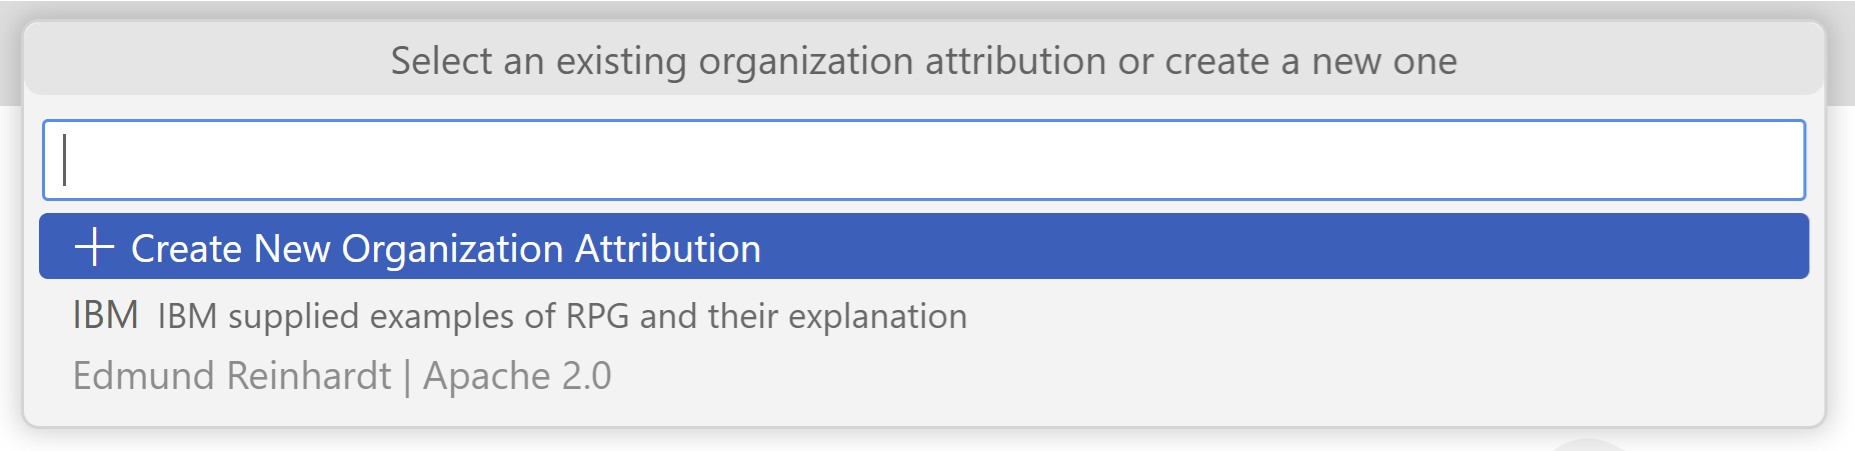 Select an existing organization attribution or create a new one
Create New Organization Attribution
IBM IBM supplied examples of RPG and their explanation
Edmund Reinhardt | Apache 2.0